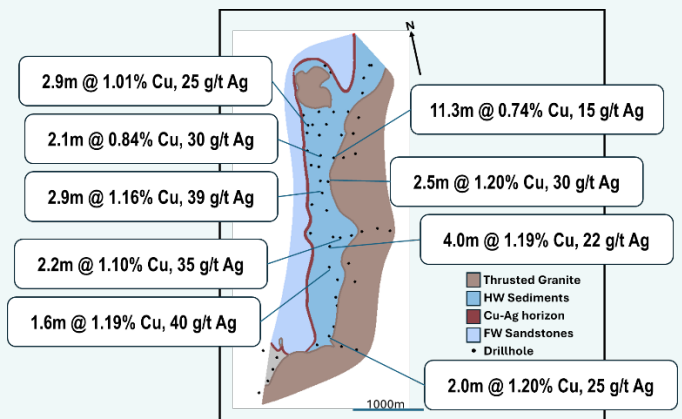 N
2.9m @ 1.01% Cu, 25 g/t Ag
11.3m @ 0.74% Cu, 15 g/t Ag
2.1m @ 0.84% Cu, 30 g/t Ag
2.5m @ 1.20% Cu, 30 g/t Ag
2.9m @ 1.16% Cu, 39 g/t Ag
4.0m @ 1.19% Cu, 22 g/t Ag
2.2m @ 1.10% Cu, 35 g/t Ag
1.6m @ 1.19% Cu, 40 g/t Ag
Thrusted Granite
HW Sediments
Cu-Ag horizon
FW Sandstones
Drillhole
2.0m @ 1.20% Cu, 25 g/t Ag
1000m